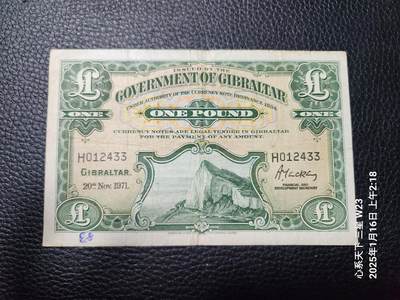 ISSUED BY THE
GOVERNMENT OF GIBRALTAR
UNDER AUTHORITY OF THE CURRENCY NOTE ORDINANCE 1934.
£ £
ONE ONE POUND ONE
CURRENCY NOTES ARE LEGAL TENDER IN GIBRALTAR
FOR THE PAYMENT OF ANY AMOUNT.
H012433 H012433
GIBRALTAR.
20th Nov. 1971.
FINANCIAL AND
DEVELOPMENT SECRETARY
£ £
心系天下三星 W23
2025年1月16日 上午2:18